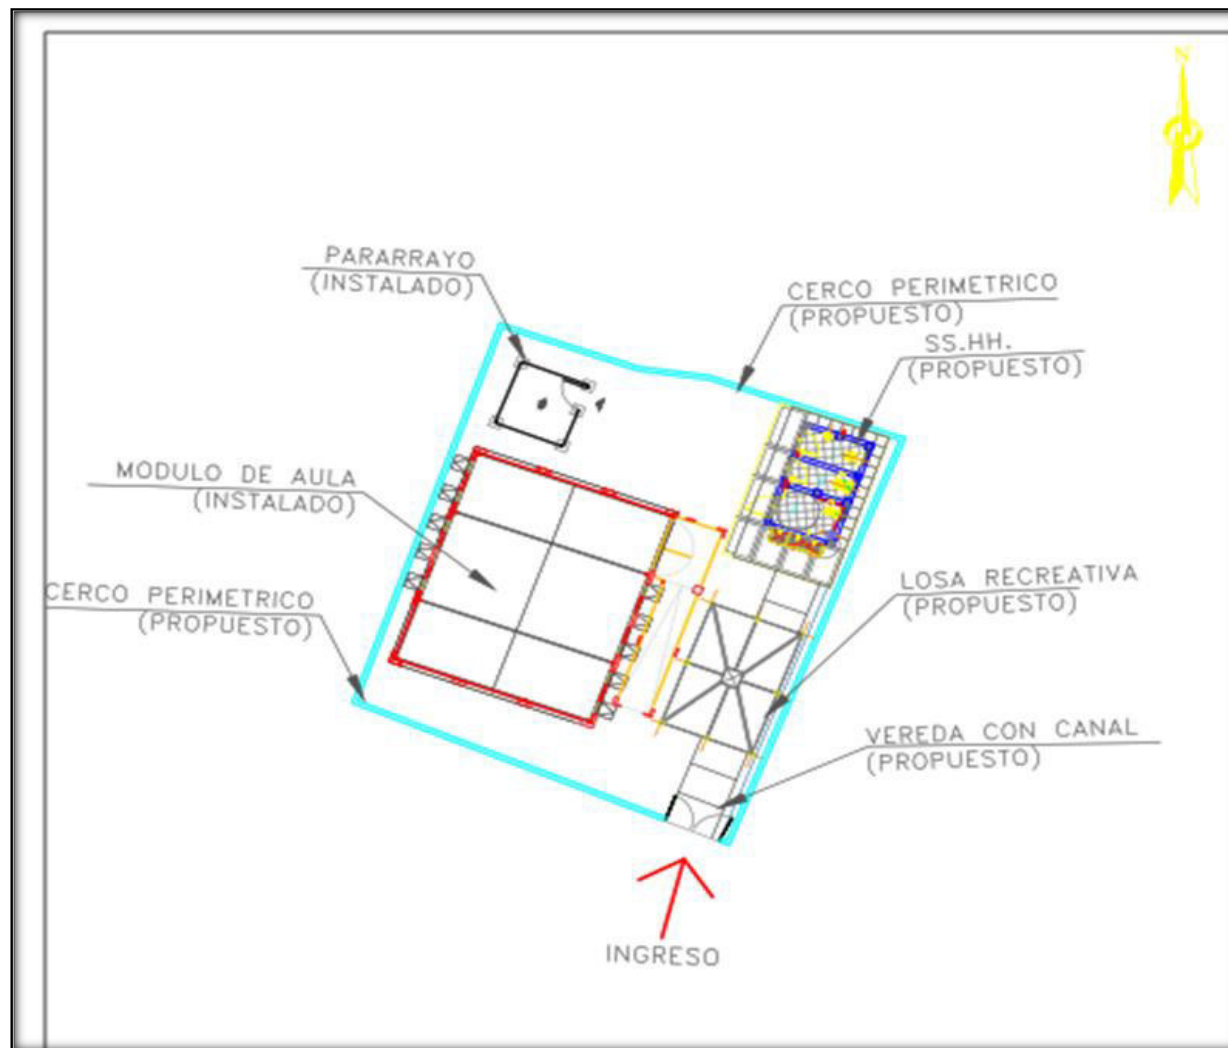 N
PARARRAYO
(INSTALADO)
CERCO PERIMETRICO
(PROPUESTO)
SS.HH.
(PROPUESTO)
MODULO DE AULA
(INSTALADO)
CERCO PERIMETRICO
(PROPUESTO)
LOSA RECREATIVA
(PROPUESTO)
VEREDA CON CANAL
(PROPUESTO)
INGRESO